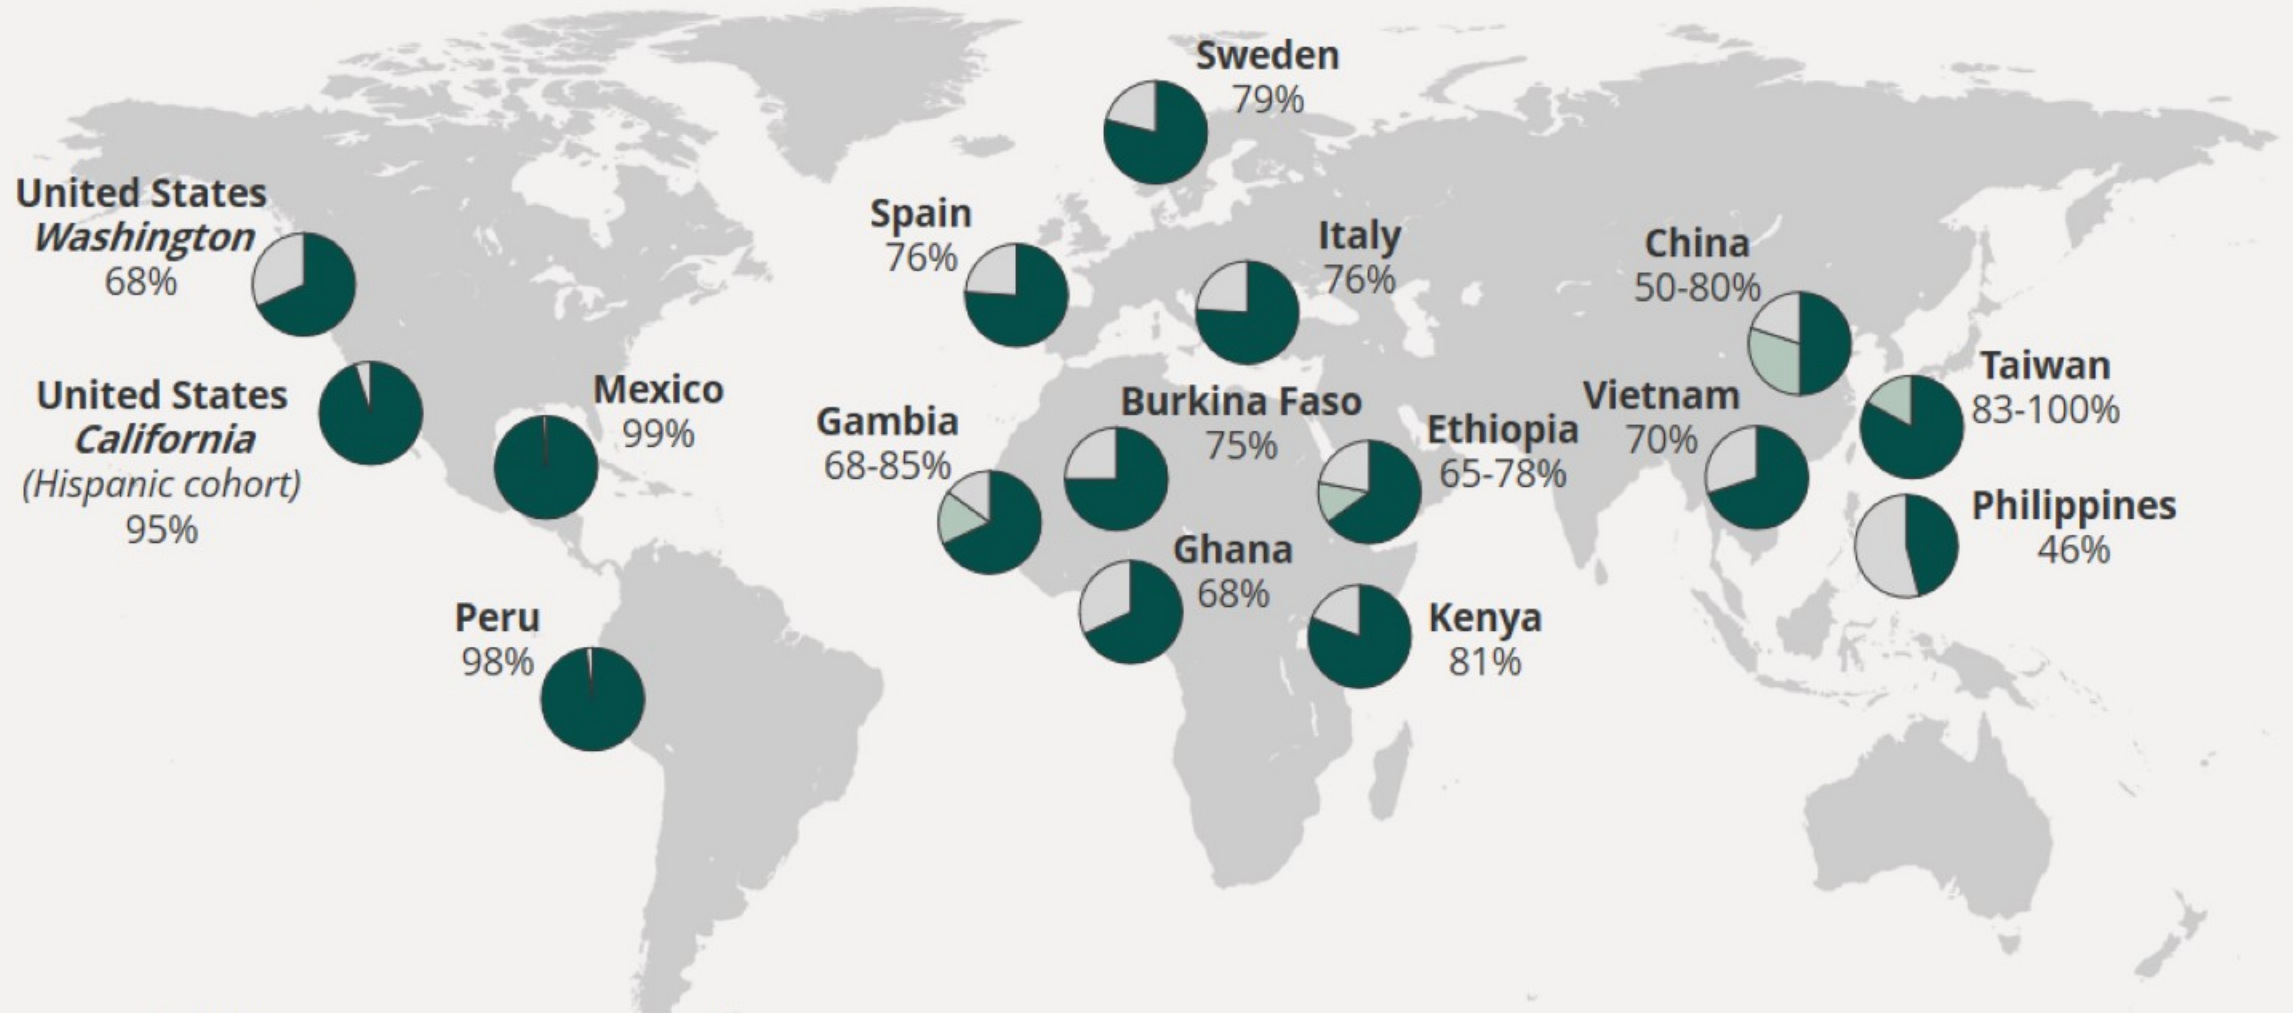 Sweden
79%
United States
Washington
68%
Spain
76%
Italy
76%
China
50-80%
United States
California
(Hispanic cohort)
95%
Mexico
99%
Gambia
68-85%
Burkina Faso
75%
Ethiopia
65-78%
Vietnam
70%
Taiwan
83-100%
Philippines
46%
Ghana
68%
Kenya
81%
Peru
98%